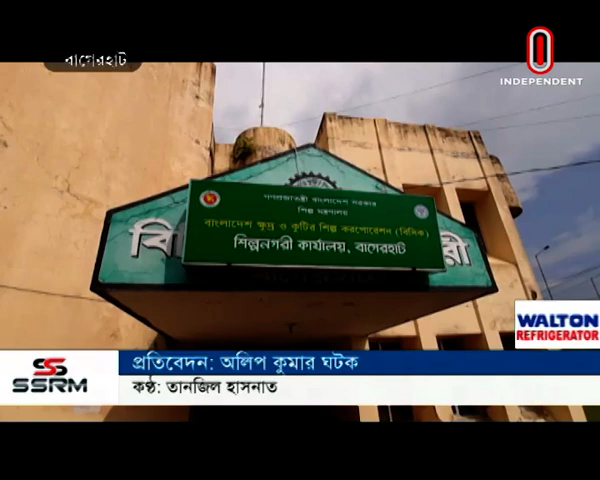 বাগেরহাট
INDEPENDENT
গণপ্রজাতন্ত্রী বাংলাদেশ সরকার
শিল্প মন্ত্রণালয়
বাংলাদেশ ক্ষুদ্র ও কুটির শিল্প করপোরেশন (বিসিক)
শিল্পনগরী কার্যালয়, বাগেরহাট
WALTON
REFRIGERATOR
SSRM
প্রতিবেদন: অলিপ কুমার ঘটক
কণ্ঠ: তানজিল হাসনাত